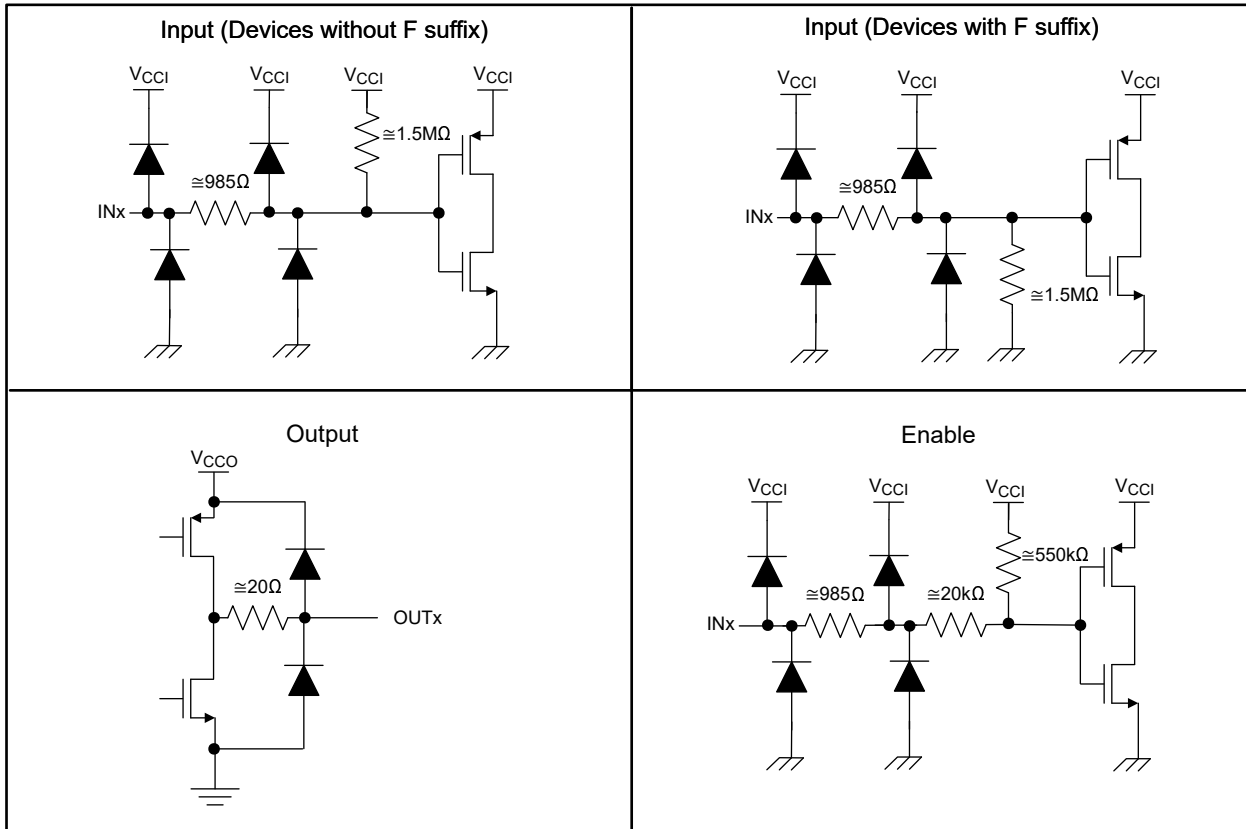 Input (Devices without F suffix)
VCCI
VCCI
VCCI
VCCI
≅1.5MΩ
≅985Ω
INx
Input (Devices with F suffix)
VCCI
VCCI
VCCI
≅985Ω
INx
≅1.5MΩ
Output
VCCO
≅20Ω
OUTx
Enable
VCCI
VCCI
VCCI
VCCI
≅550kΩ
≅985Ω
≅20kΩ
INx